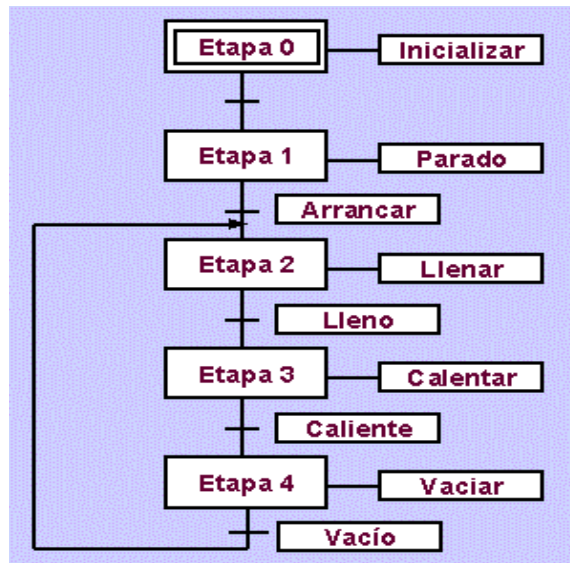 Etapa 0
Inicializar
Etapa 1
Parado
Arrancar
Etapa 2
Llenar
Lleno
Etapa 3
Calentar
Caliente
Etapa 4
Vaciar
Vacío